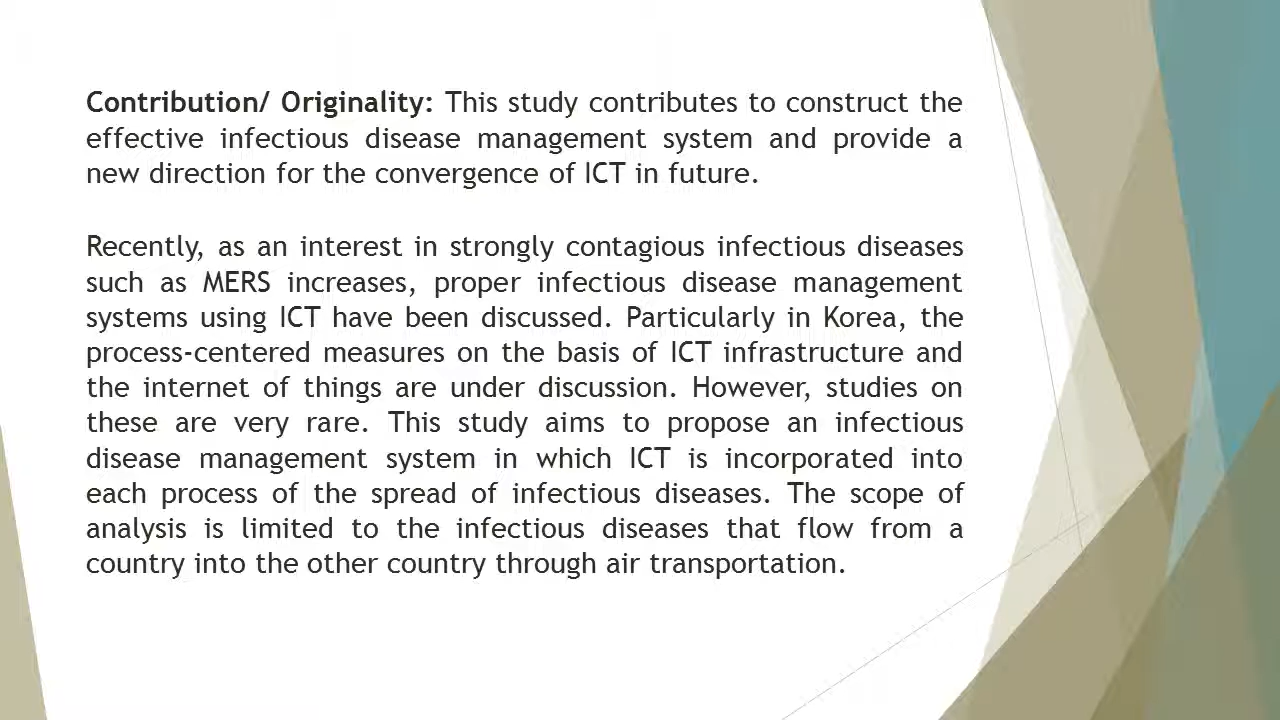 Contribution/ Originality: This study contributes to construct the
effective infectious disease management system and provide a
new direction for the convergence of ICT in future.
Recently, as an interest in strongly contagious infectious diseases
such as MERS increases, proper infectious disease management
systems using ICT have been discussed. Particularly in Korea, the
process-centered measures on the basis of ICT infrastructure and
the internet of things are under discussion. However, studies on
these are very rare. This study aims to propose an infectious
disease management system in which ICT is incorporated into
each process of the spread of infectious diseases. The scope of
analysis is limited to the infectious diseases that flow from a
country into the other country through air transportation.